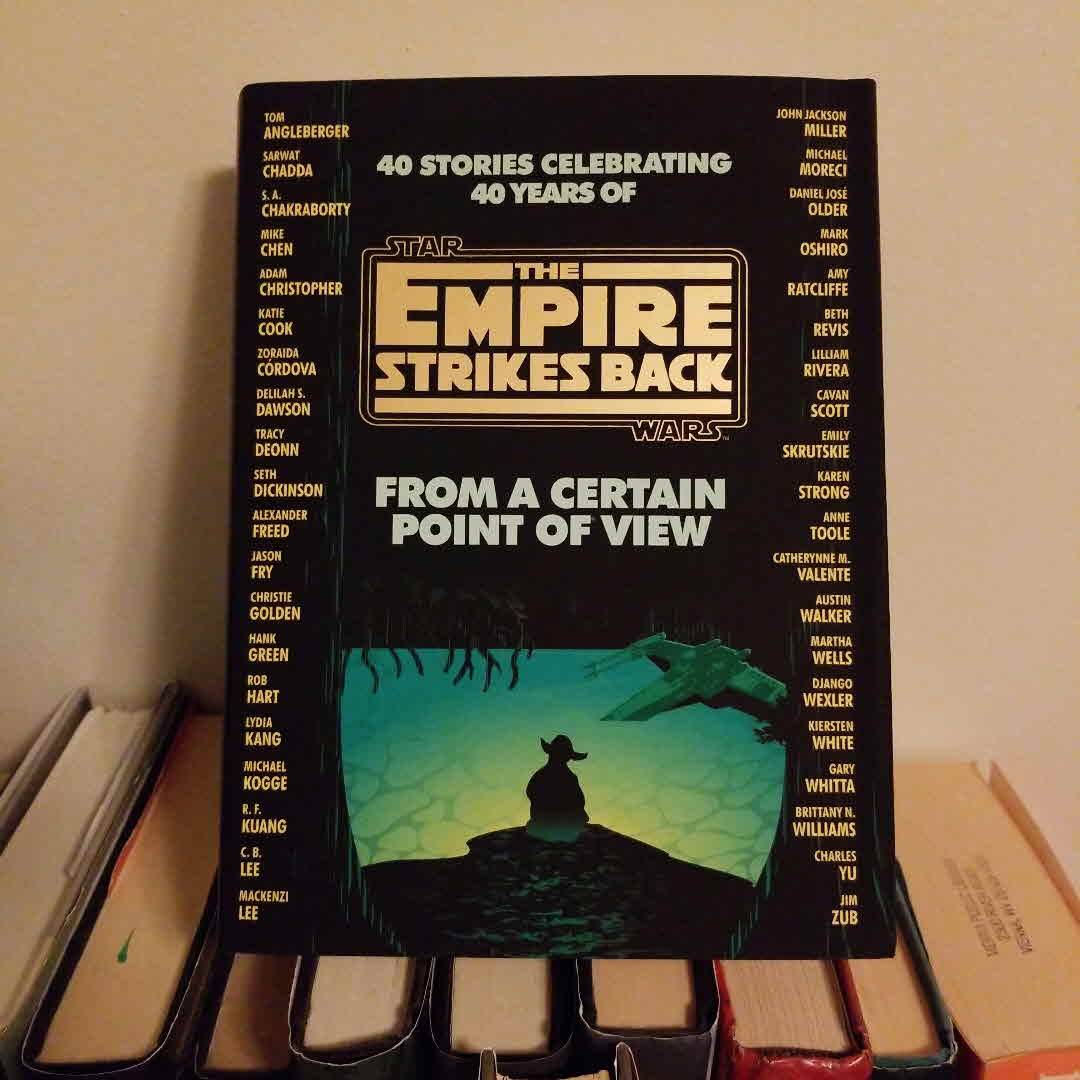 TOM
ANGLEBERGER
SARWAT
CHADDA
S. A.
CHAKRABORTY
MIKE
CHEN
ADAM
CHRISTOPHER
KATIE
COOK
ZORAIDA
CÓRDOVA
DELILAH S.
DAWSON
TRACY
DEONN
SETH
DICKINSON
ALEXANDER
FREED
JASON
FRY
CHRISTIE
GOLDEN
HANK
GREEN
ROB
HART
LYDIA
KANG
MICHAEL
KOGGE
R. F.
KUANG
C. B.
LEE
MACKENZI
LEE
40 STORIES CELEBRATING
40 YEARS OF
STAR
THE
EMPIRE
STRIKES BACK
WARS™
FROM A CERTAIN
POINT OF VIEW
JOHN JACKSON
MILLER
MICHAEL
MORECI
DANIEL JOSÉ
OLDER
MARK
OSHIRO
AMY
RATCLIFFE
BETH
REVIS
LILLIAM
RIVERA
CAVAN
SCOTT
EMILY
SKRUTSKIE
KAREN
STRONG
ANNE
TOOLE
CATHERYNNE M.
VALENTE
AUSTIN
WALKER
MARTHA
WELLS
DJANGO
WEXLER
KIERSTEN
WHITE
GARY
WHITTA
BRITTANY N.
WILLIAMS
CHARLES
YU
JIM
ZUB